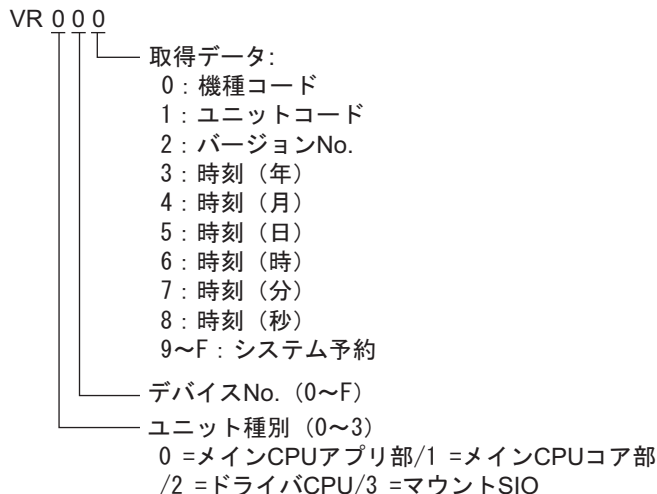 VR 0 0 0
取得データ:
0：機種コード
1：ユニットコード
2：バージョンNo.
3：時刻（年）
4：時刻（月）
5：時刻（日）
6：時刻（時）
7：時刻（分）
8：時刻（秒）
9～F：システム予約
デバイスNo.（0～F）
ユニット種別（0～3）
0 =メインCPUアプリ部/1 =メインCPUコア部
/2 =ドライバCPU/3 =マウントSIO